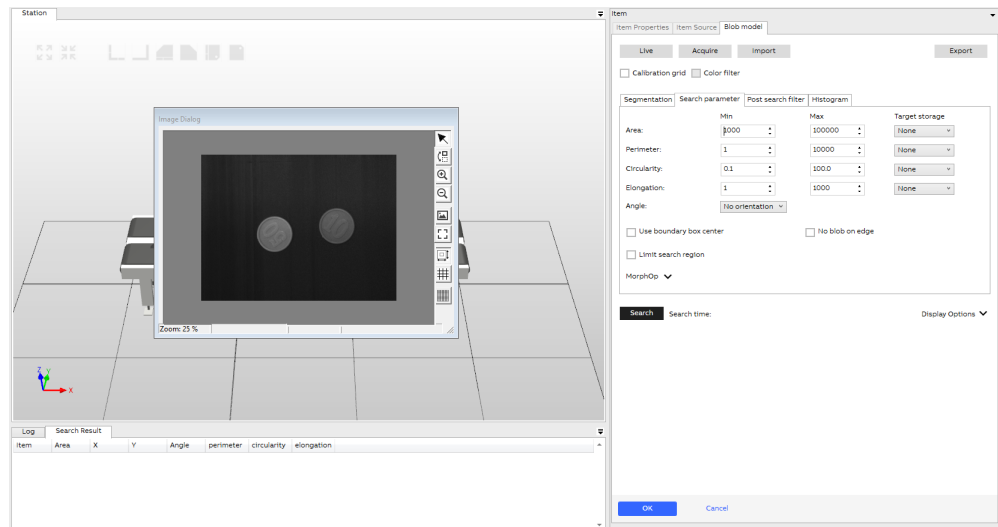 Station
Item
Item Properties Item Source Blob model
Live Acquire Import Export
Calibration grid Color filter
Segmentation Search parameter Post search filter Histogram
Min Max Target storage
Area: 1000 100000 None
Perimeter: 1 10000 None
Circularity: 0.1 100.0 None
Elongation: 1 1000 None
Angle: No orientation
Use boundary box center No blob on edge
Limit search region
MorphOp
Search Search time: Display Options
OK Cancel
Image Dialog
Zoom: 25 %
Z Y
X
Log Search Result
Item Area X Y Angle perimeter circularity elongation